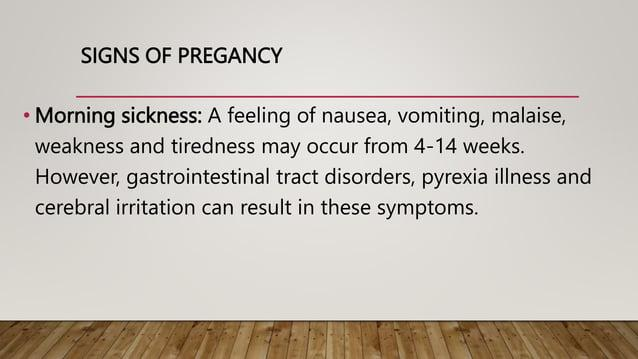 SIGNS OF PREGANCY
• Morning sickness: A feeling of nausea, vomiting, malaise,
weakness and tiredness may occur from 4-14 weeks.
However, gastrointestinal tract disorders, pyrexia illness and
cerebral irritation can result in these symptoms.